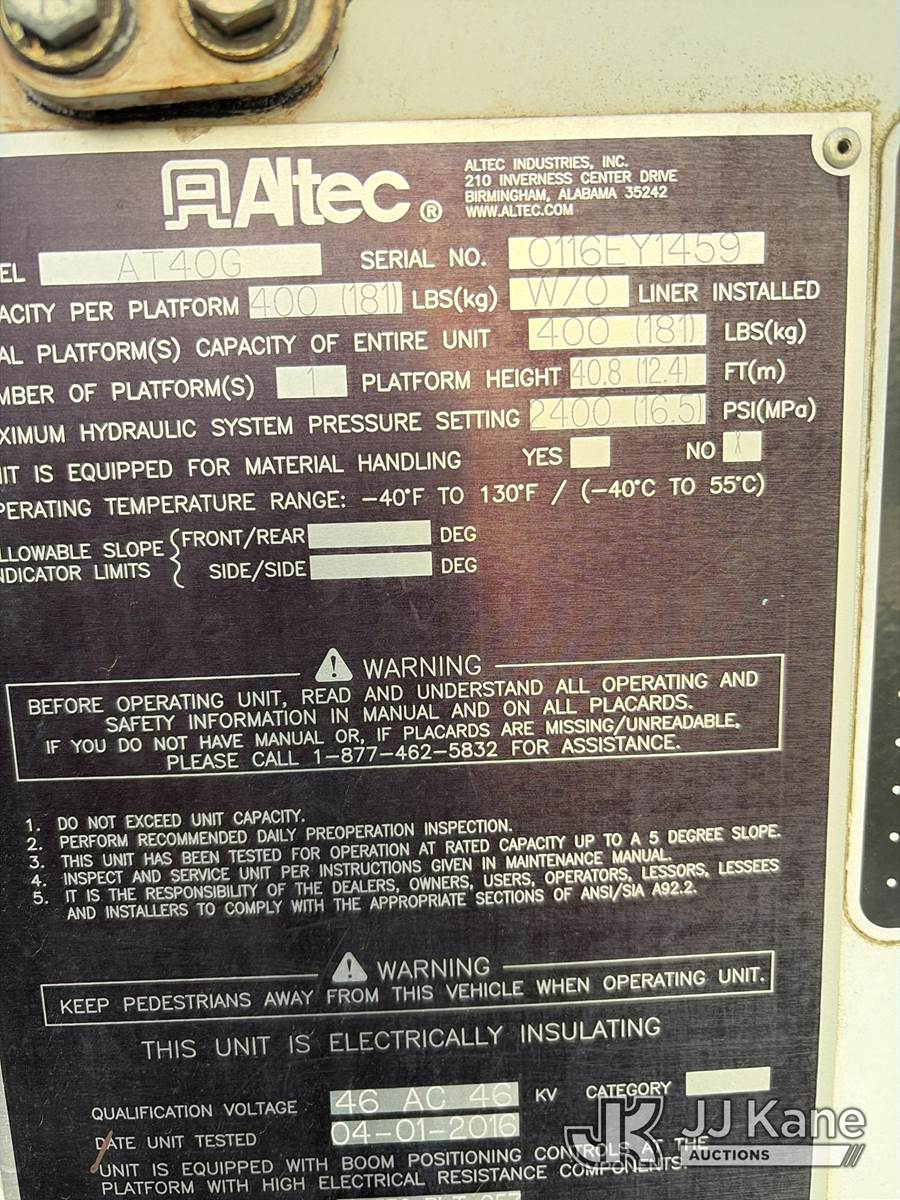 Altec ®
ALTEC INDUSTRIES, INC.
210 INVERNESS CENTER DRIVE
BIRMINGHAM, ALABAMA 35242
WWW.ALTEC.COM
EL AT40G SERIAL NO. 0116EY1459
ACITY PER PLATFORM 400 (181) LBS(kg) W/O LINER INSTALLED
AL PLATFORM(S) CAPACITY OF ENTIRE UNIT 400 (181) LBS(kg)
MBER OF PLATFORM(S) 1 PLATFORM HEIGHT 40.8 (12.4) FT(m)
XIMUM HYDRAULIC SYSTEM PRESSURE SETTING 2400 (16.5) PSI(MPa)
IT IS EQUIPPED FOR MATERIAL HANDLING YES NO X
PERATING TEMPERATURE RANGE: -40°F TO 130°F / (-40°C TO 55°C)
LLOWABLE SLOPE FRONT/REAR DEG
NDICATOR LIMITS SIDE/SIDE DEG
WARNING
BEFORE OPERATING UNIT, READ AND UNDERSTAND ALL OPERATING AND
SAFETY INFORMATION IN MANUAL AND ON ALL PLACARDS.
IF YOU DO NOT HAVE MANUAL OR, IF PLACARDS ARE MISSING/UNREADABLE,
PLEASE CALL 1-877-462-5832 FOR ASSISTANCE.
1. DO NOT EXCEED UNIT CAPACITY.
2. PERFORM RECOMMENDED DAILY PREOPERATION INSPECTION.
3. THIS UNIT HAS BEEN TESTED FOR OPERATION AT RATED CAPACITY UP TO A 5 DEGREE SLOPE.
4. INSPECT AND SERVICE UNIT PER INSTRUCTIONS GIVEN IN MAINTENANCE MANUAL.
5. IT IS THE RESPONSIBILITY OF THE DEALERS, OWNERS, USERS, OPERATORS, LESSORS, LESSEES
AND INSTALLERS TO COMPLY WITH THE APPROPRIATE SECTIONS OF ANSI/SIA A92.2.
WARNING
KEEP PEDESTRIANS AWAY FROM THIS VEHICLE WHEN OPERATING UNIT.
THIS UNIT IS ELECTRICALLY INSULATING
QUALIFICATION VOLTAGE 46 AC 46 KV CATEGORY
DATE UNIT TESTED 04-01-2016
UNIT IS EQUIPPED WITH BOOM POSITIONING CONTROLS AT THE
PLATFORM WITH HIGH ELECTRICAL RESISTANCE COMPONENTS.
JK JJ Kane
AUCTIONS